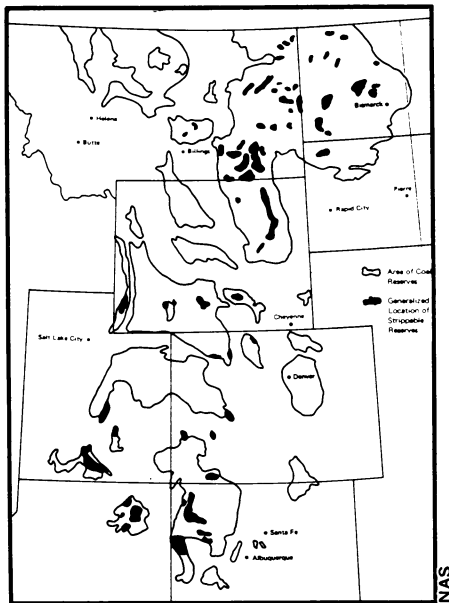 Helena
Butte
Billings
Bismarck
Pierre
Rapid City
Area of Coal
Reserves
Generalized
Location of
Strippable
Reserves
Cheyenne
Salt Lake City
Denver
Santa Fe
Albuquerque
NAS